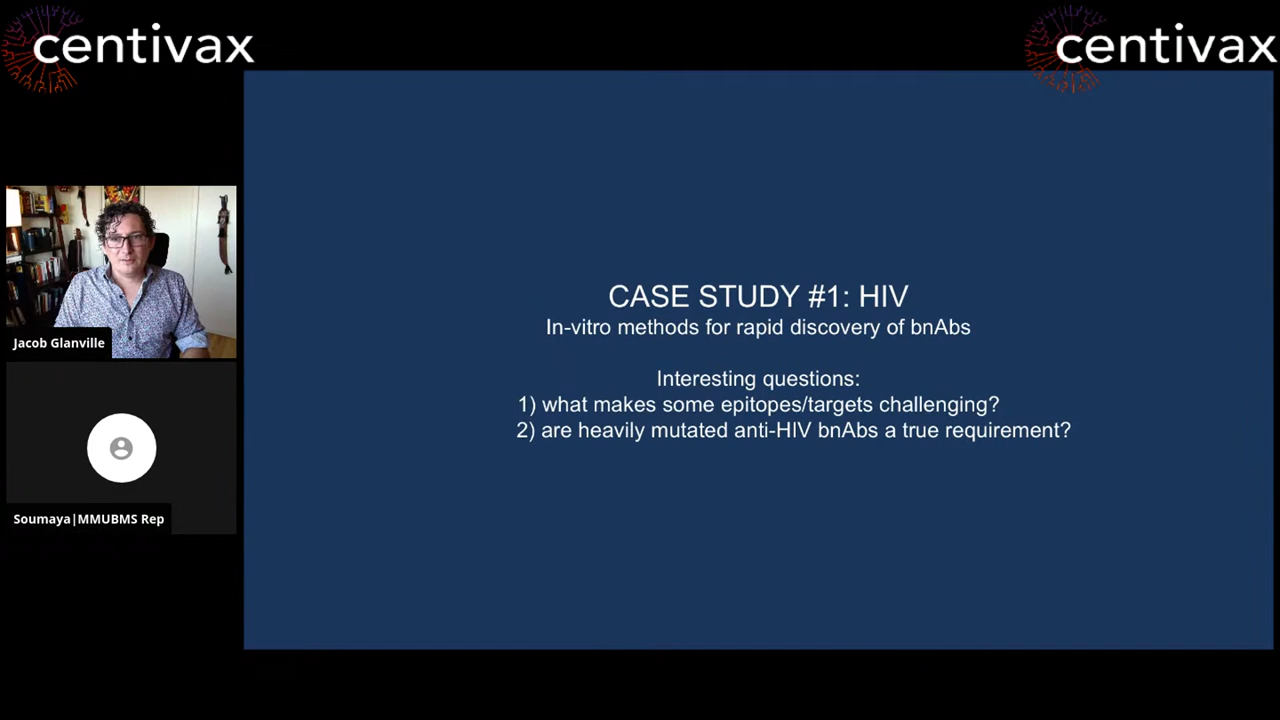 centivax
centivax
CASE STUDY #1: HIV
In-vitro methods for rapid discovery of bnAbs
Interesting questions:
1) what makes some epitopes/targets challenging?
2) are heavily mutated anti-HIV bnAbs a true requirement?
Jacob Glanville
Soumaya|MMUBMS Rep